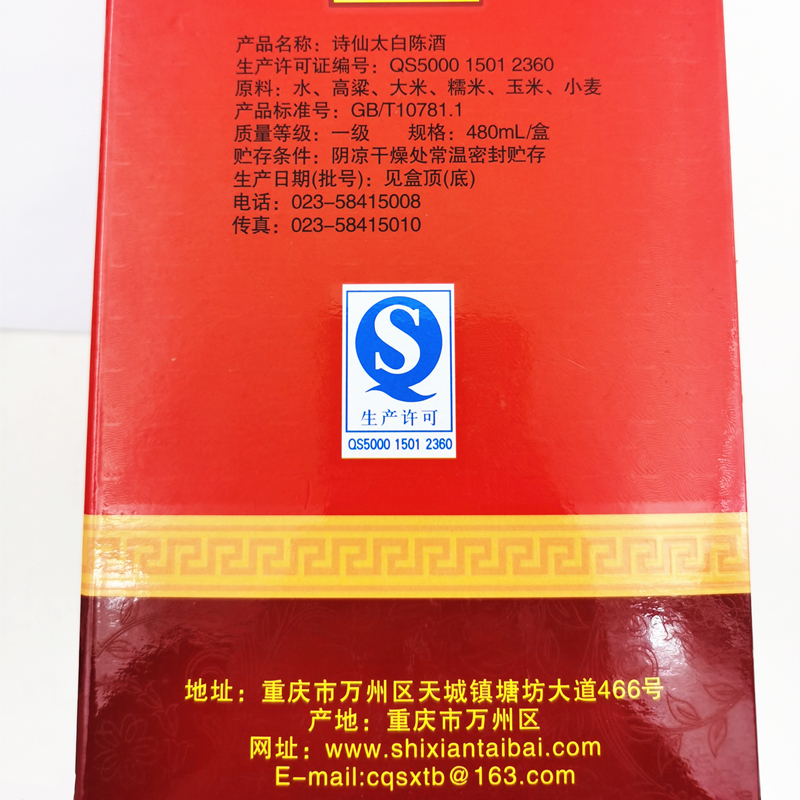 产品名称：诗仙太白陈酒
生产许可证编号：QS5000 1501 2360
原料：水、高粱、大米、糯米、玉米、小麦
产品标准号：GB/T10781.1
质量等级：一级 规格：480mL/盒
贮存条件：阴凉干燥处常温密封贮存
生产日期(批号)：见盒顶(底)
电话：023-58415008
传真：023-58415010
QS
生产许可
QS5000 1501 2360
地址：重庆市万州区天城镇塘坊大道466号
产地：重庆市万州区
网址：www.shixiantaibai.com
E-mail:cqsxtb@163.com